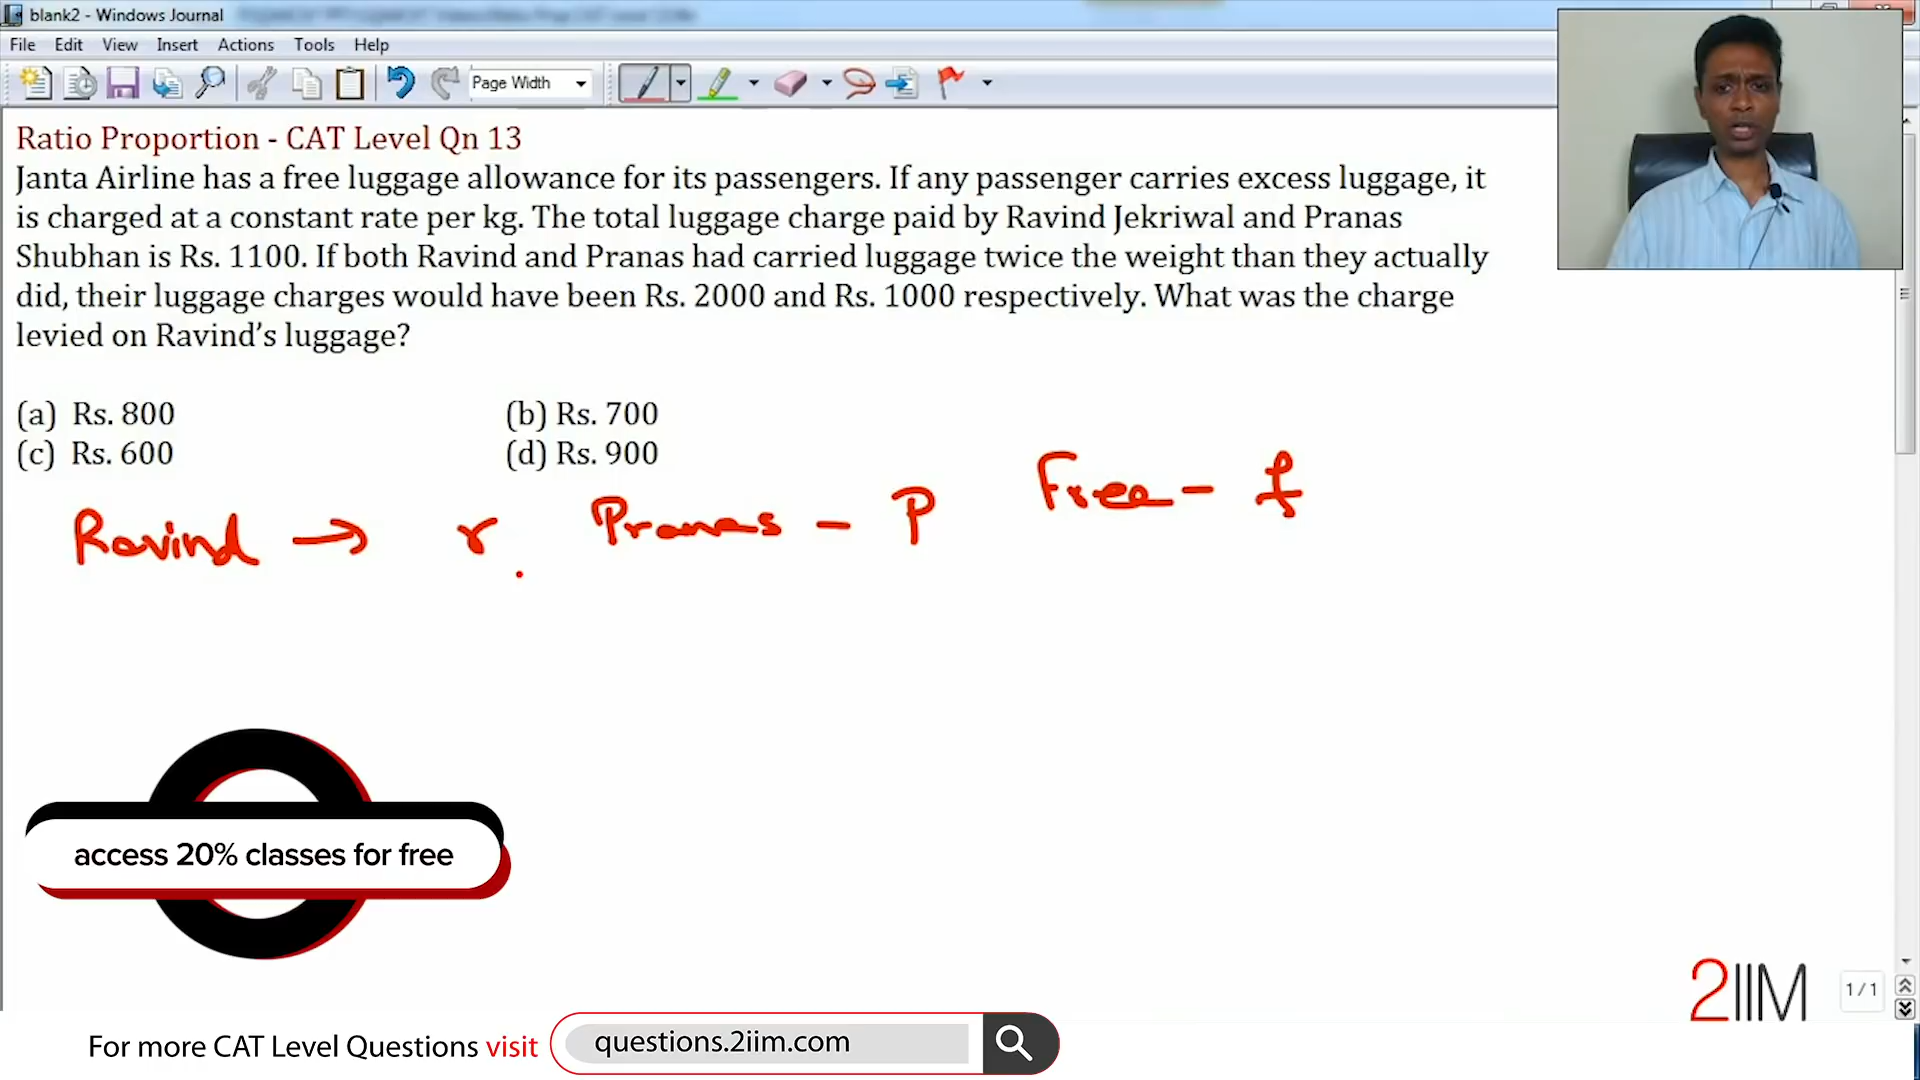 blank2 - Windows Journal
File Edit View Insert Actions Tools Help
Page Width
Ratio Proportion - CAT Level Qn 13
Janta Airline has a free luggage allowance for its passengers. If any passenger carries excess luggage, it
is charged at a constant rate per kg. The total luggage charge paid by Ravind Jekriwal and Pranas
Shubhan is Rs. 1100. If both Ravind and Pranas had carried luggage twice the weight than they actually
did, their luggage charges would have been Rs. 2000 and Rs. 1000 respectively. What was the charge
levied on Ravind’s luggage?
(a) Rs. 800 (b) Rs. 700
(c) Rs. 600 (d) Rs. 900
Ravind → r Pranas - P Free - f
access 20% classes for free
2IIM
1 / 1
For more CAT Level Questions visit questions.2iim.com